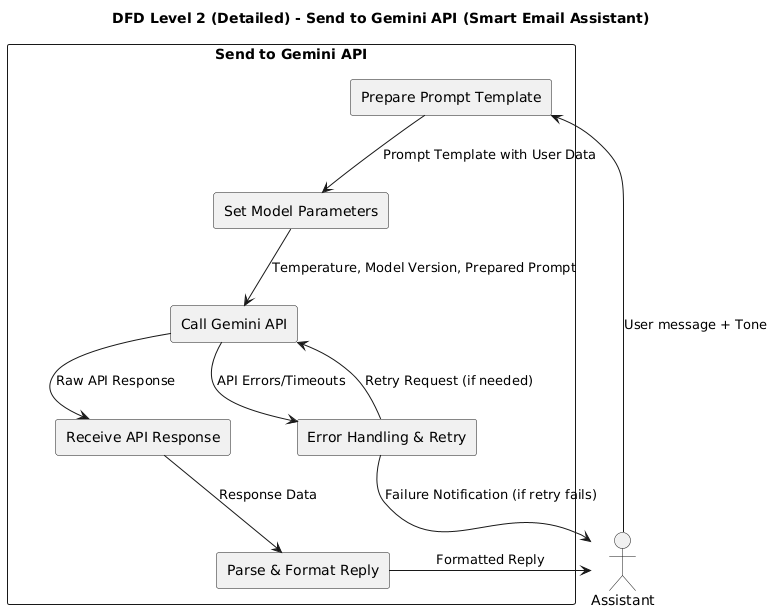 DFD Level 2 (Detailed) - Send to Gemini API (Smart Email Assistant)
Send to Gemini API
Prepare Prompt Template
Prompt Template with User Data
Set Model Parameters
Temperature, Model Version, Prepared Prompt
Call Gemini API
User message + Tone
Raw API Response
API Errors/Timeouts
Retry Request (if needed)
Receive API Response
Error Handling & Retry
Response Data
Failure Notification (if retry fails)
Parse & Format Reply
Formatted Reply
Assistant